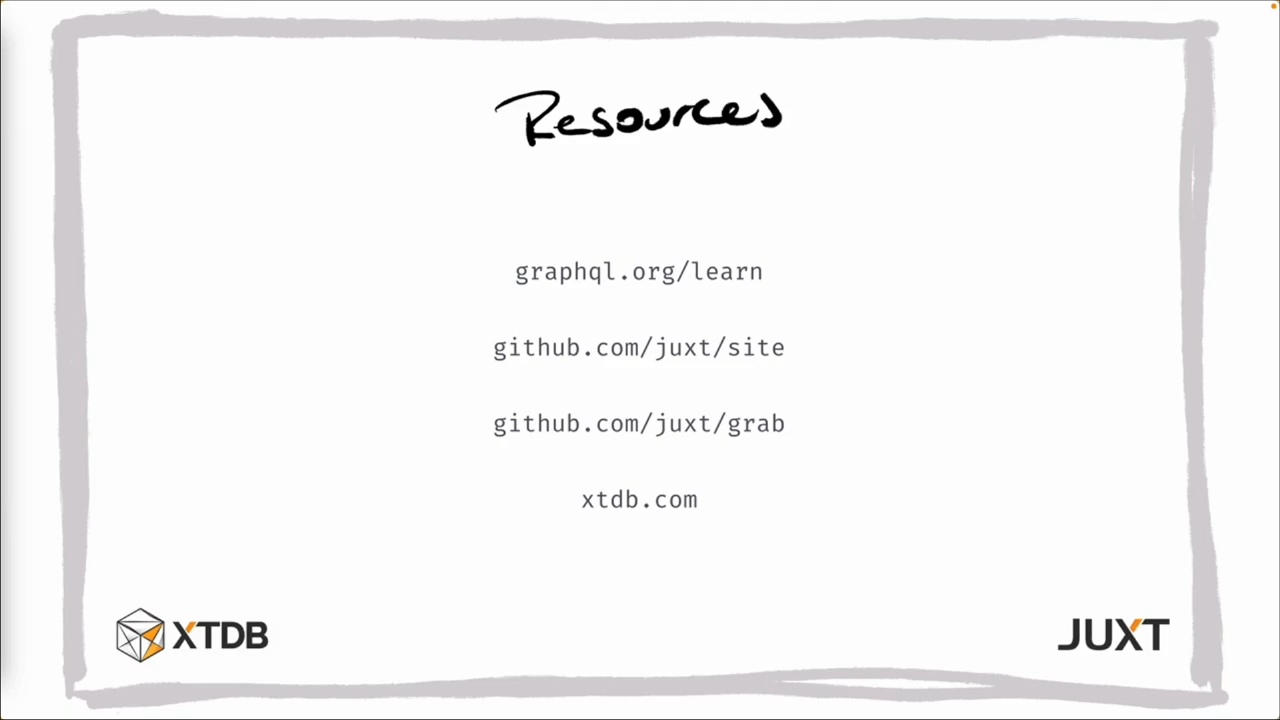 Resources
graphql.org/learn
github.com/juxt/site
github.com/juxt/grab
xtdb.com
XTDB
JUXT